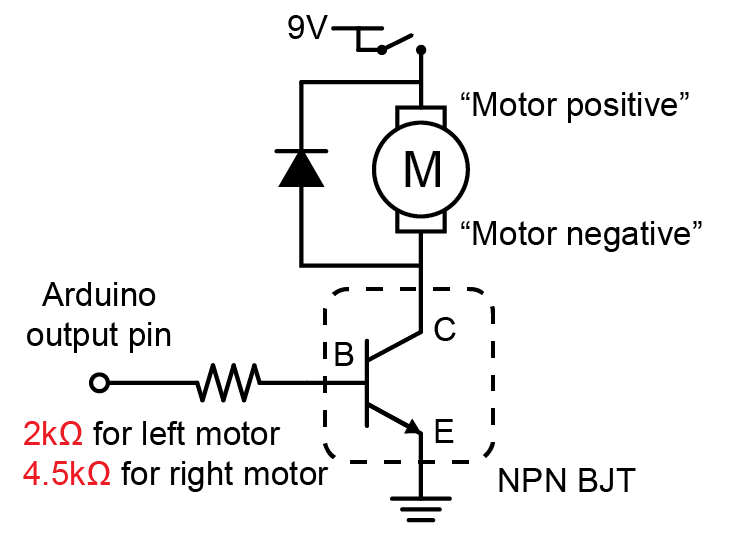 9V
“Motor positive”
M
“Motor negative”
Arduino
output pin
B
C
E
2kΩ for left motor
4.5kΩ for right motor
NPN BJT